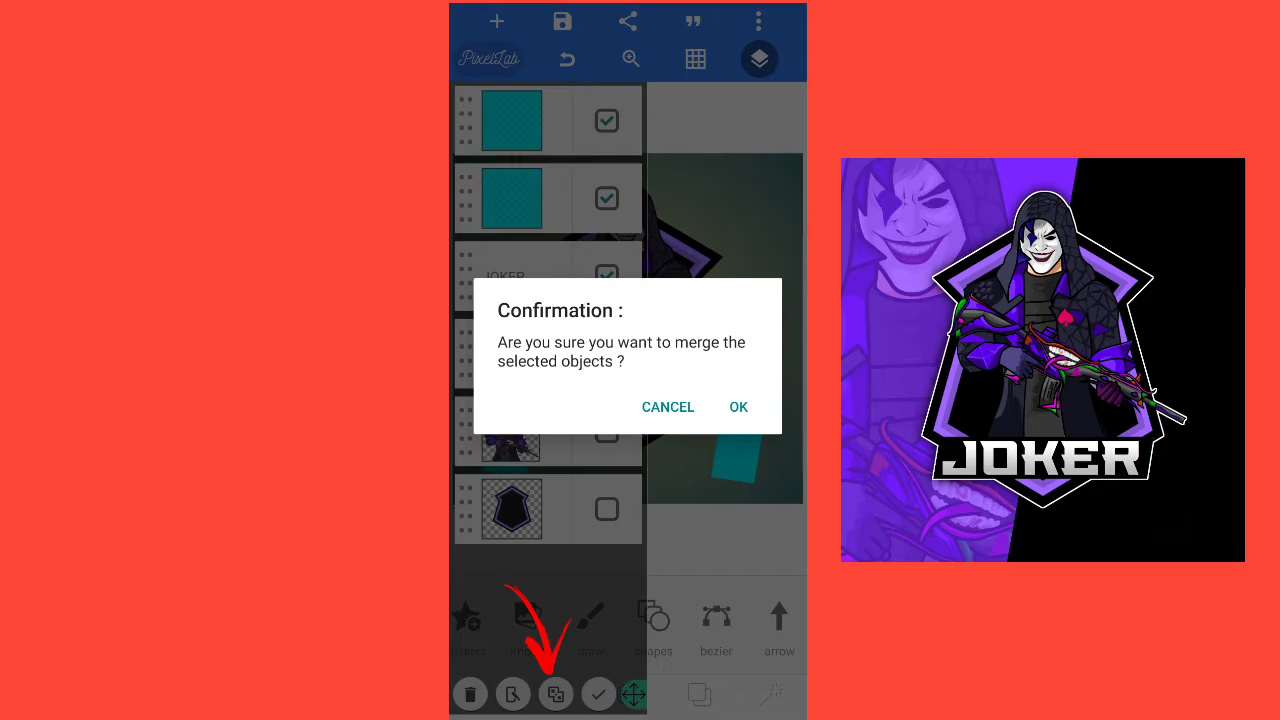 PixelLab
JOKER
Confirmation :
Are you sure you want to merge the
selected objects ?
CANCEL
OK
draw
shapes
bezier
arrow
JOKER